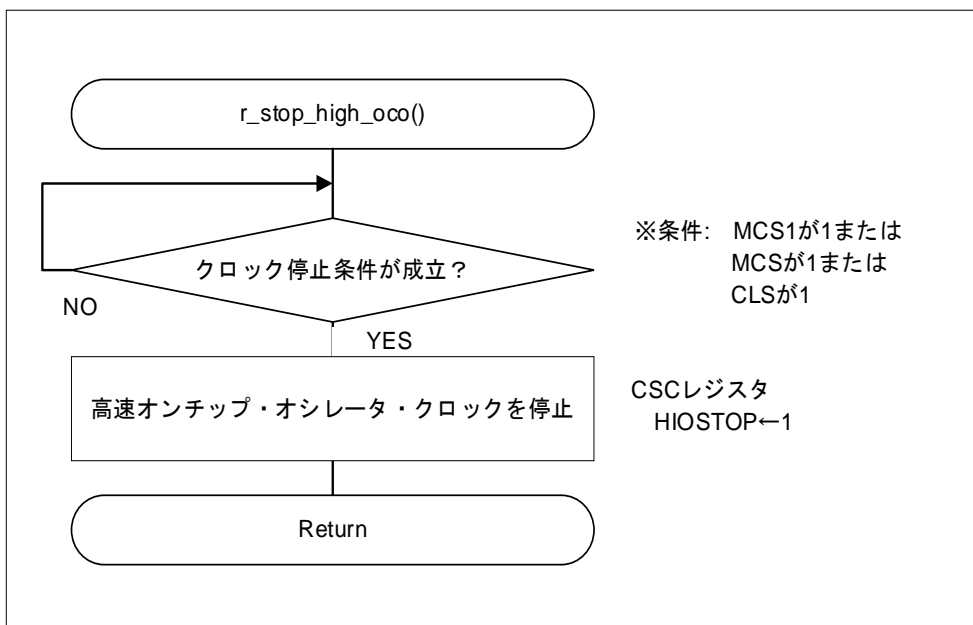 r_stop_high_oco()
クロック停止条件が成立？
※条件: MCS1が1または
MCSが1または
CLSが1
NO
YES
高速オンチップ・オシレータ・クロックを停止
CSCレジスタ
HIOSTOP←1
Return